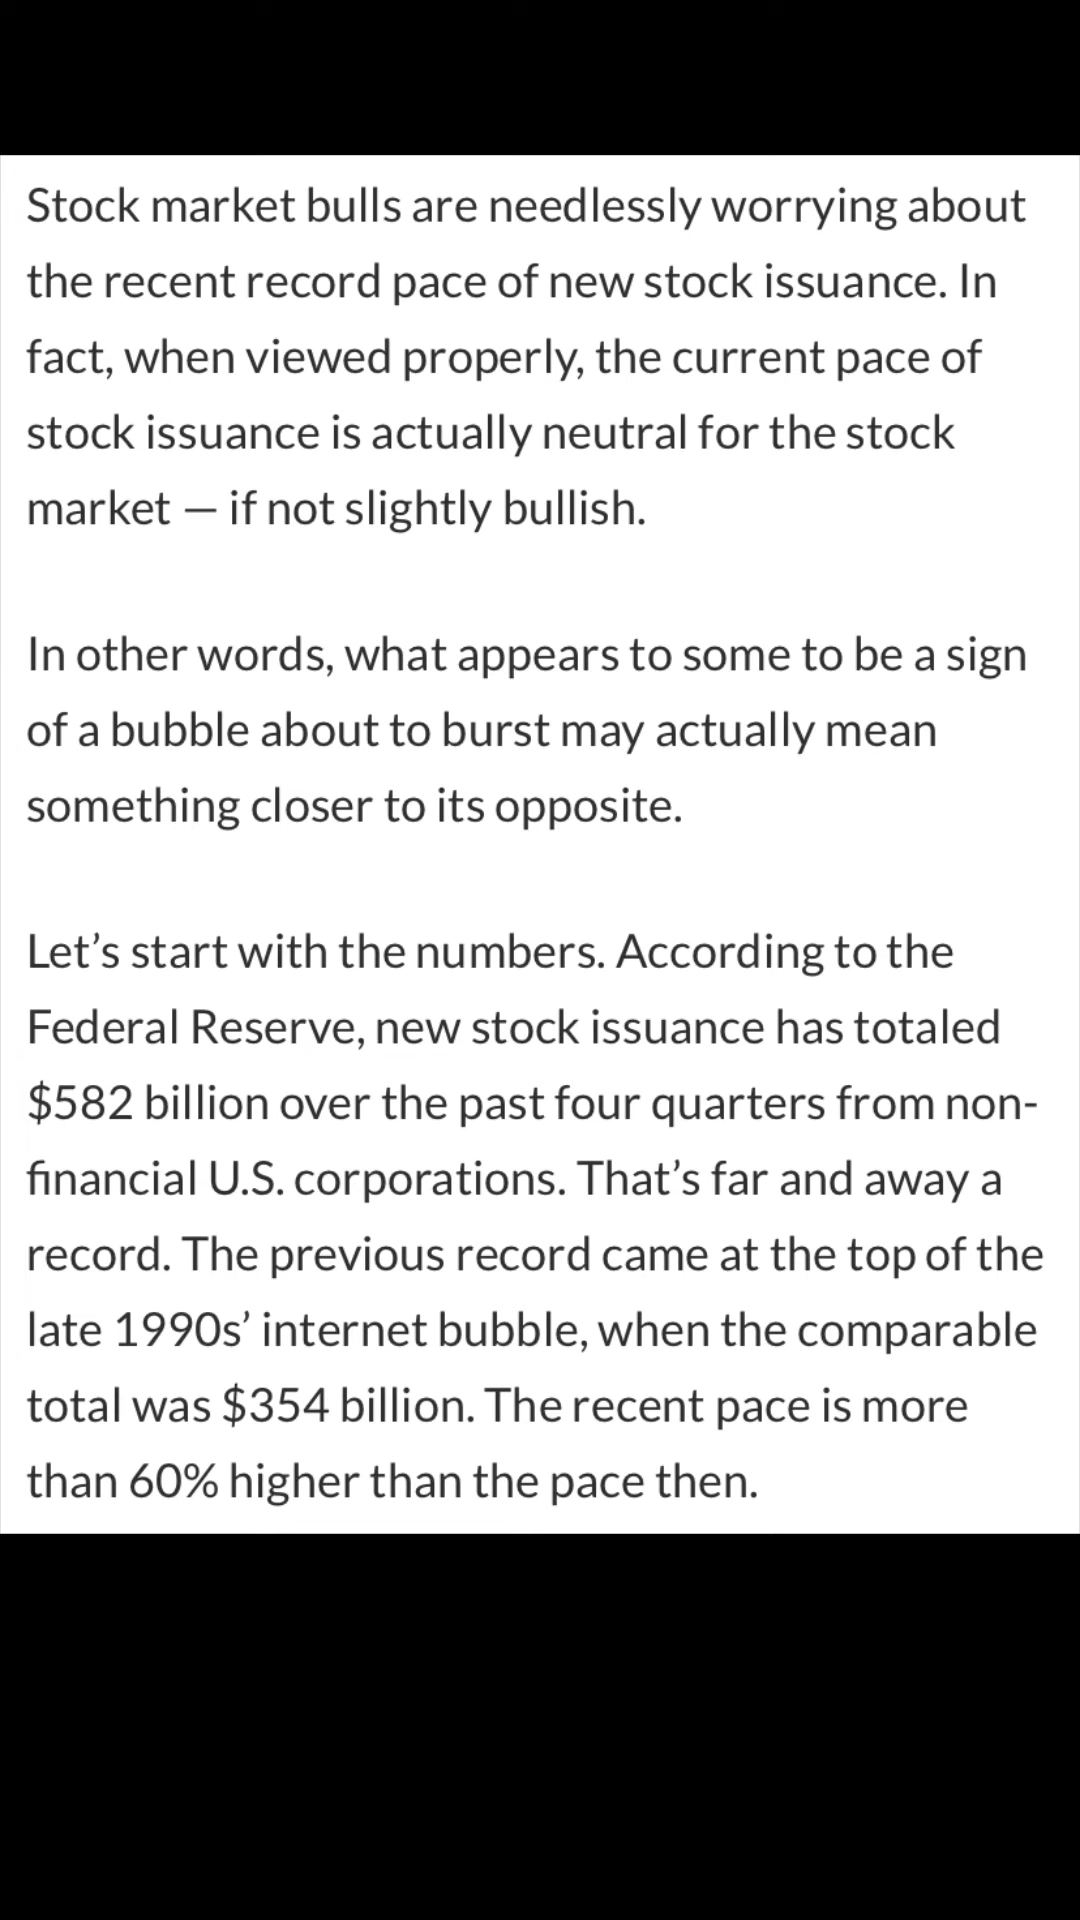 Stock market bulls are needlessly worrying about
the recent record pace of new stock issuance. In
fact, when viewed properly, the current pace of
stock issuance is actually neutral for the stock
market — if not slightly bullish.
In other words, what appears to some to be a sign
of a bubble about to burst may actually mean
something closer to its opposite.
Let’s start with the numbers. According to the
Federal Reserve, new stock issuance has totaled
$582 billion over the past four quarters from non-
financial U.S. corporations. That’s far and away a
record. The previous record came at the top of the
late 1990s’ internet bubble, when the comparable
total was $354 billion. The recent pace is more
than 60% higher than the pace then.